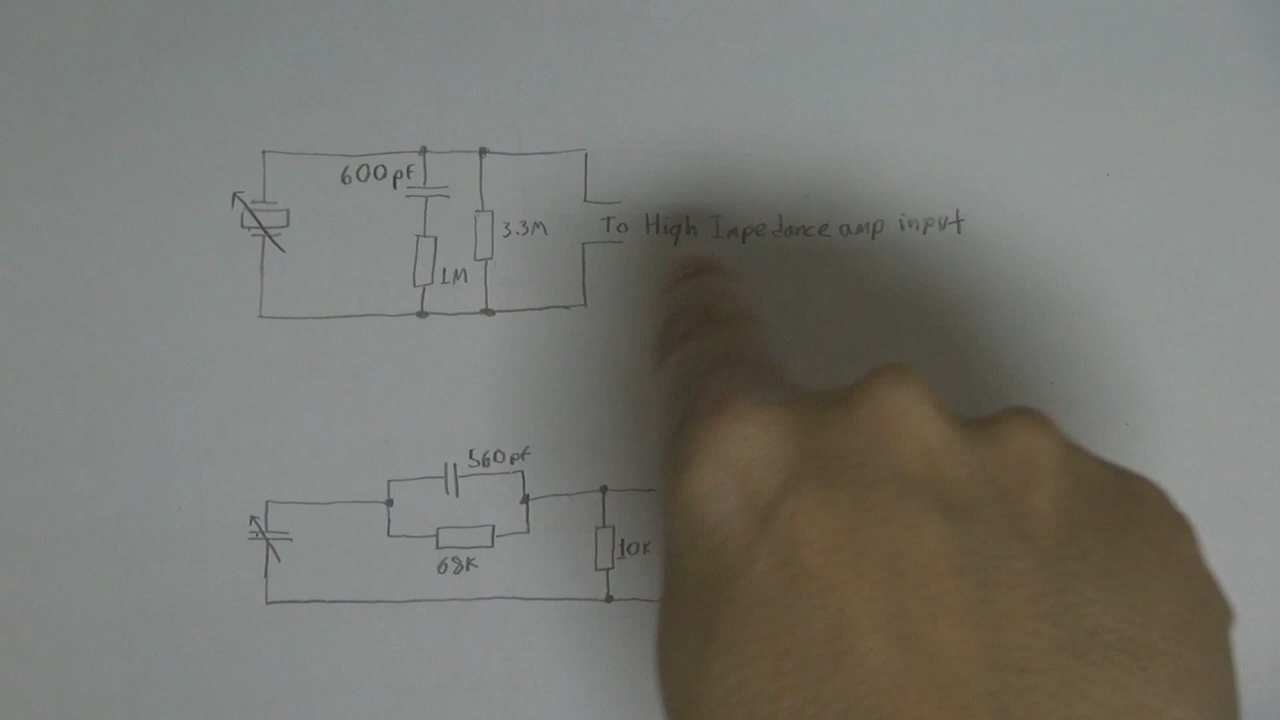 600pf
3.3M
1M
To High Impedance amp input
560pf
68K
10K